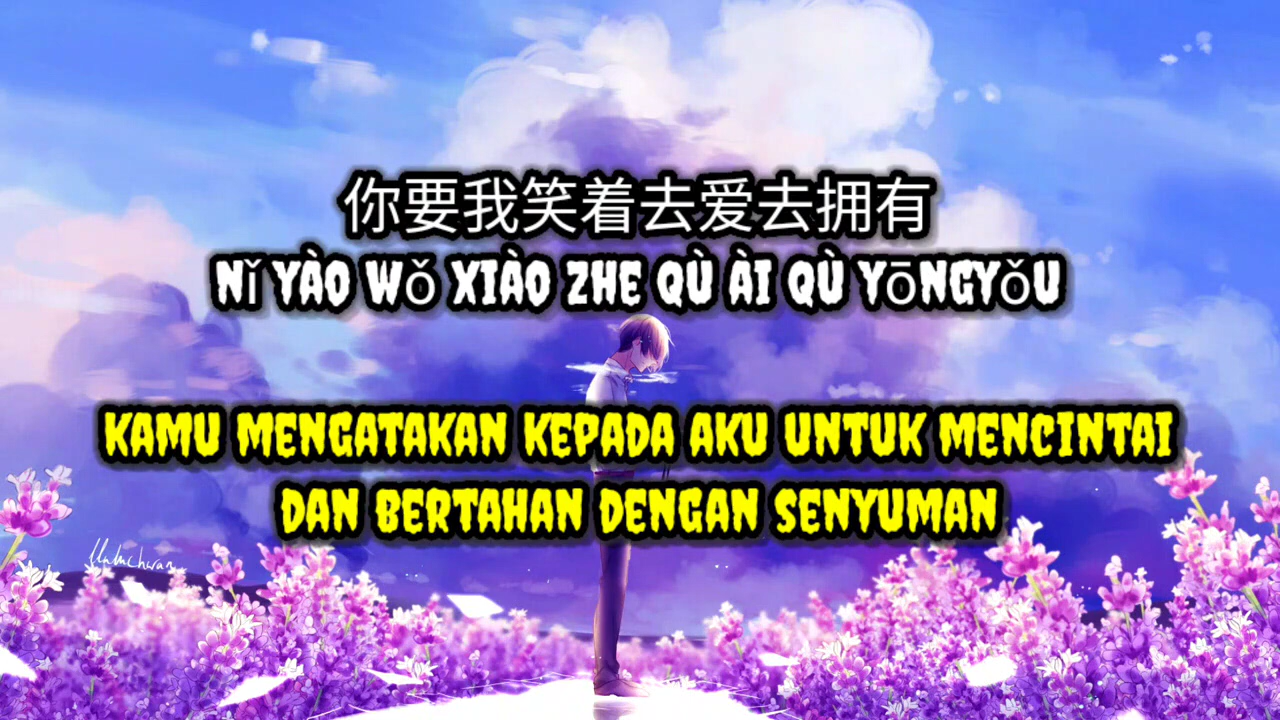 你要我笑着去爱去拥有
NǏ YÀO WǑ XIÀO ZHE QÙ ÀI QÙ YŌNGYǑU
KAMU MENGATAKAN KEPADA AKU UNTUK MENCINTAI
DAN BERTAHAN DENGAN SENYUMAN